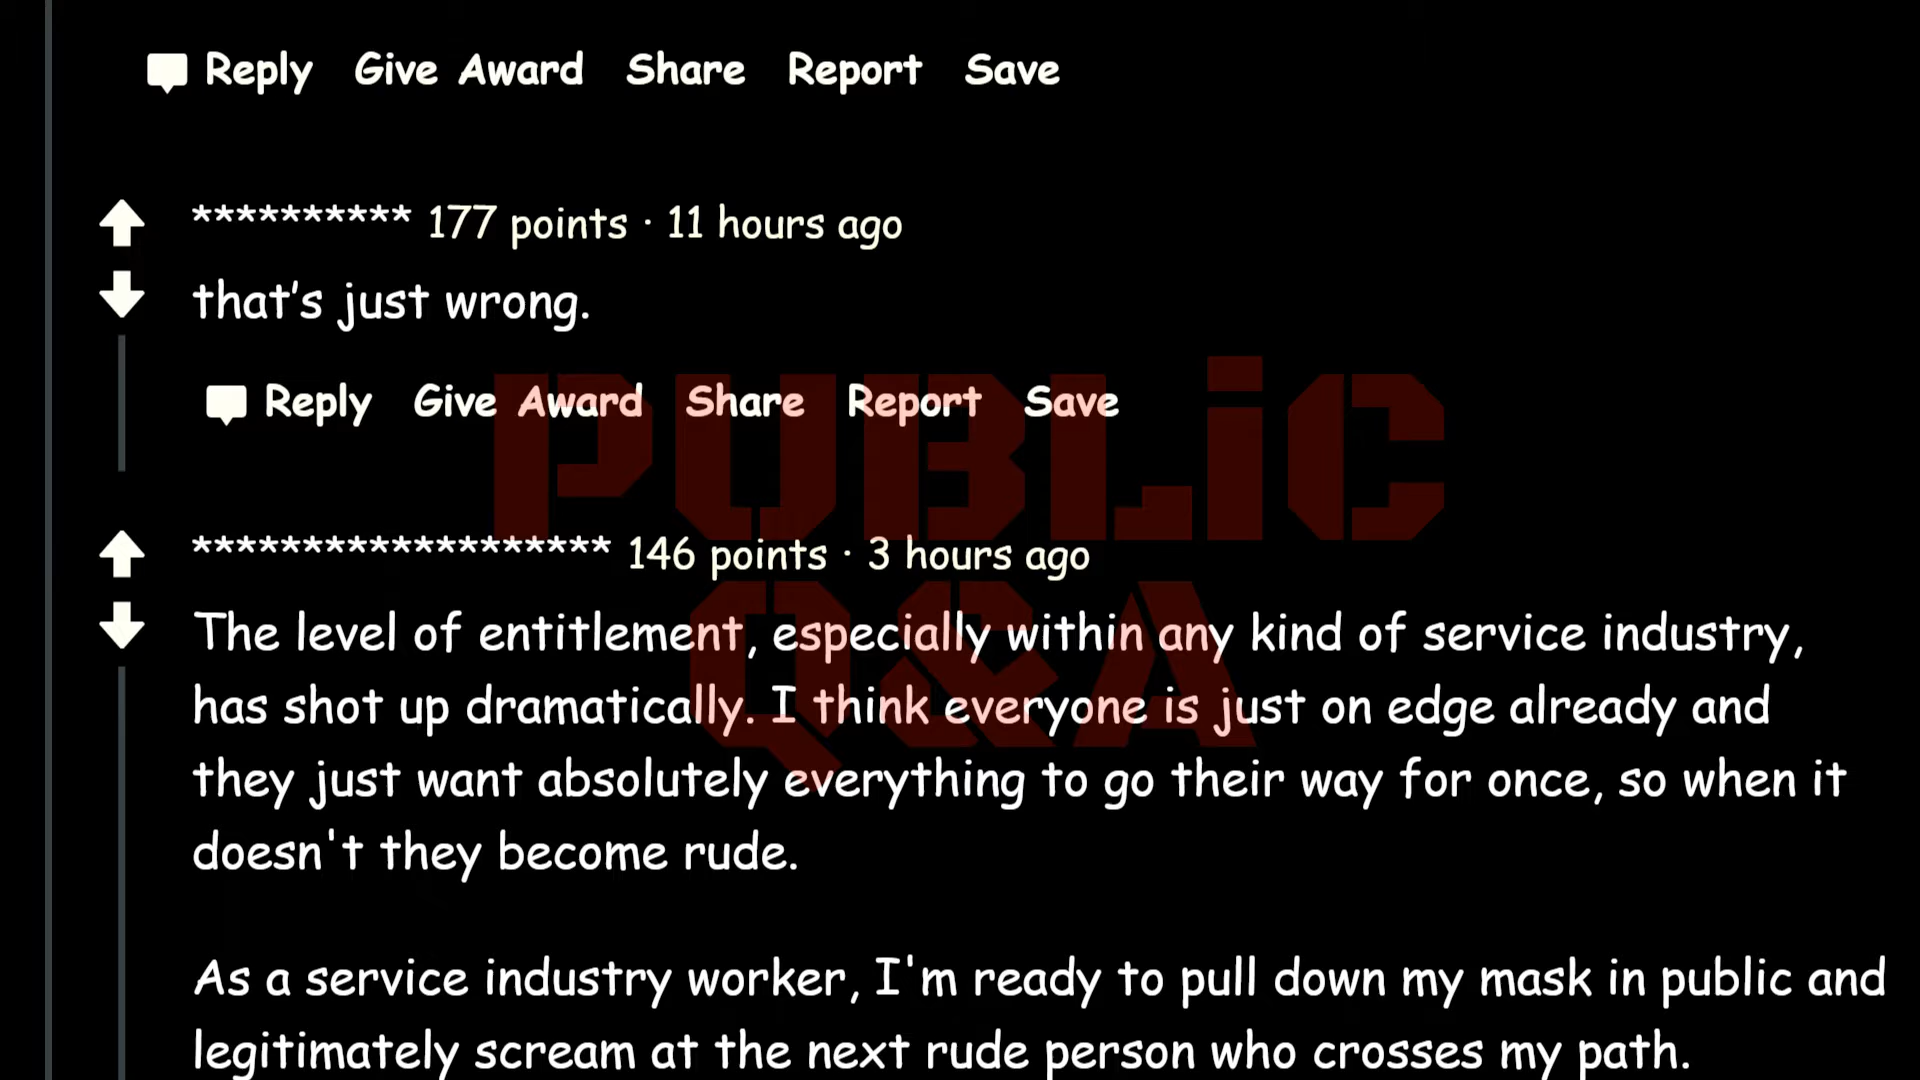 Reply Give Award Share Report Save
********** 177 points · 11 hours ago
that's just wrong.
Reply Give Award Share Report Save
PUBLiC
Q&A
******************* 146 points · 3 hours ago
The level of entitlement, especially within any kind of service industry,
has shot up dramatically. I think everyone is just on edge already and
they just want absolutely everything to go their way for once, so when it
doesn't they become rude.
As a service industry worker, I'm ready to pull down my mask in public and
legitimately scream at the next rude person who crosses my path.